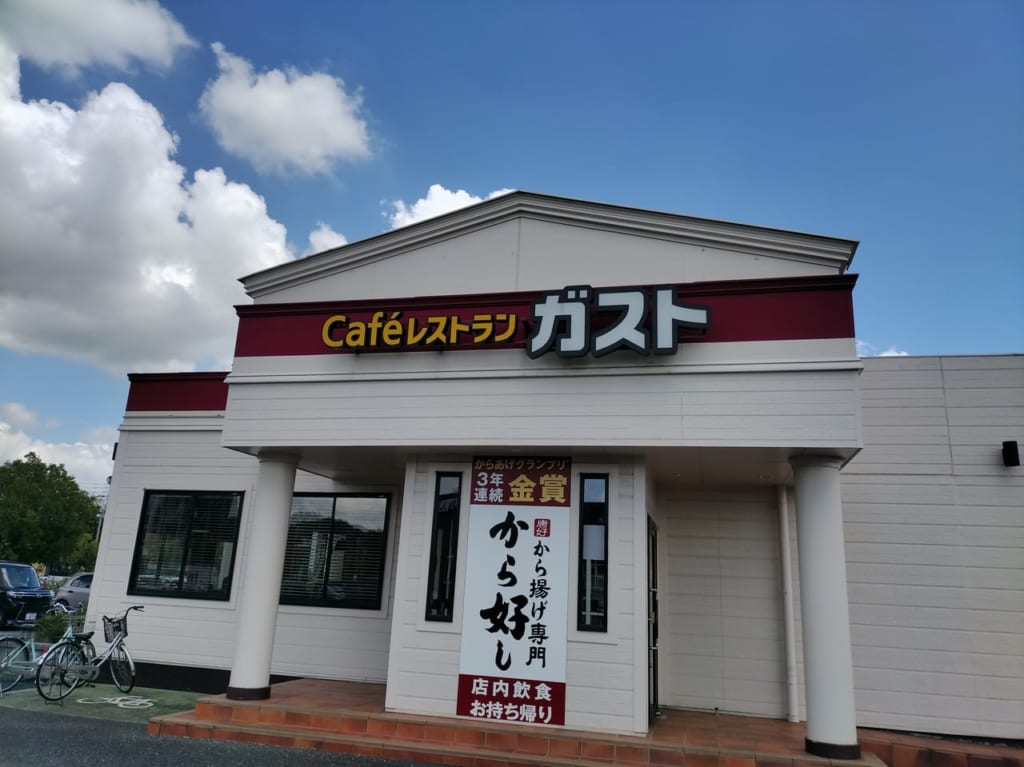 Caféレストラン ガスト
からあげグランプリ
3年連続 金賞
唐好
から揚げ専門
から好し
店内飲食
お持ち帰り